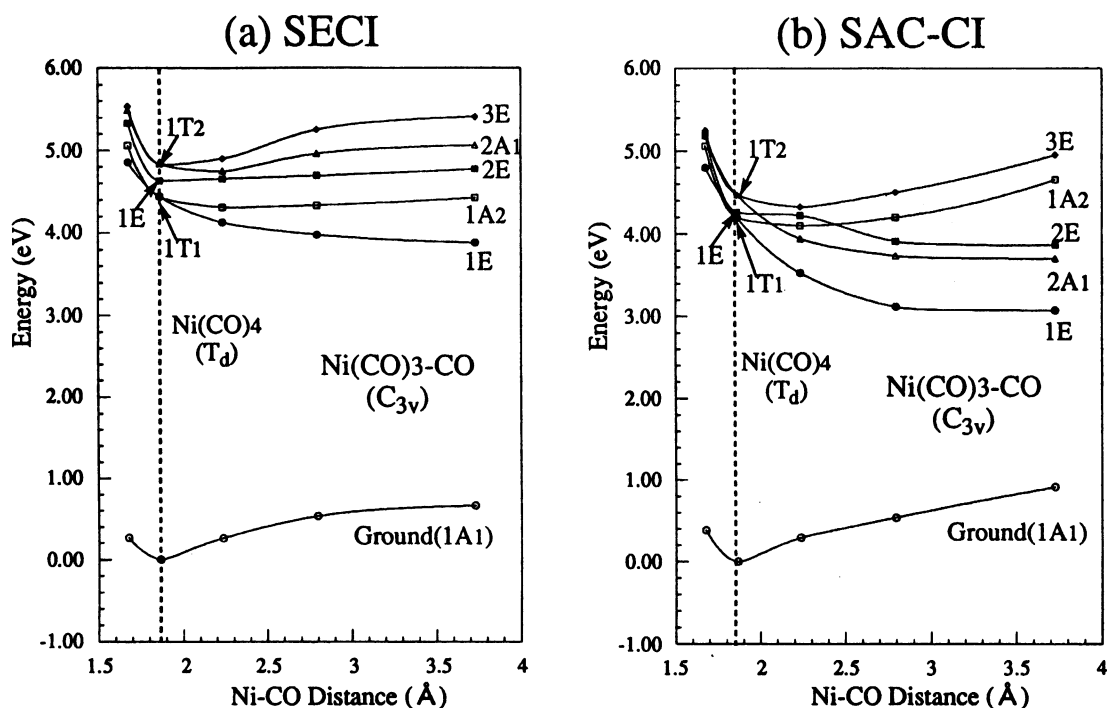 (a) SECI
6.00
5.00
4.00
3.00
2.00
1.00
0.00
-1.00
Energy (eV)
1.5
2
2.5
3
3.5
4
Ni-CO Distance (Å)
1T2
1E
1T1
3E
2A1
2E
1A2
1E
Ni(CO)4
(Td)
Ni(CO)3-CO
(C3v)
Ground(1A1)
(b) SAC-CI
6.00
5.00
4.00
3.00
2.00
1.00
0.00
-1.00
Energy (eV)
1.5
2
2.5
3
3.5
4
Ni-CO Distance (Å)
1T2
1E
1T1
3E
1A2
2E
2A1
1E
Ni(CO)4
(Td)
Ni(CO)3-CO
(C3v)
Ground(1A1)